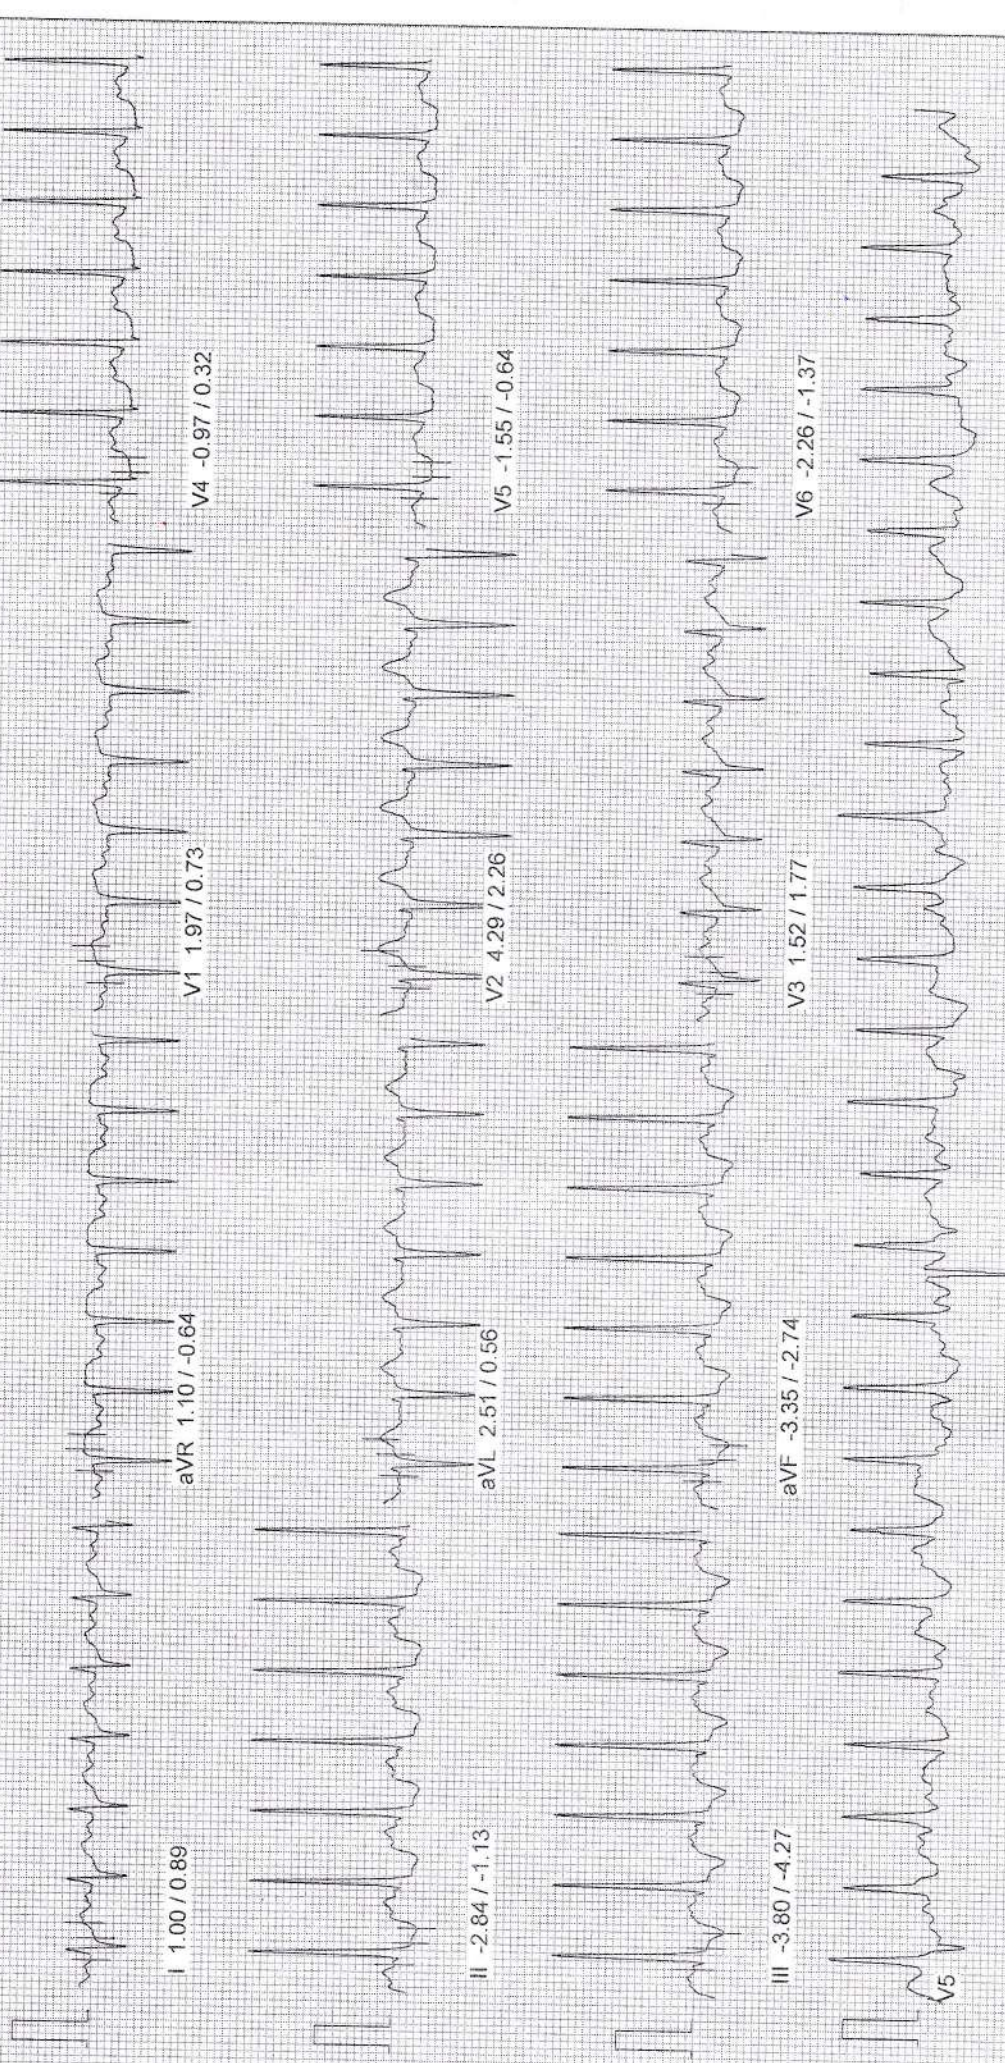 I 1.00 / 0.89
aVR 1.10 / -0.64
V1 1.97 / 0.73
V4 -0.97 / 0.32
II -2.84 / -1.13
aVL 2.51 / 0.56
V2 4.29 / 2.26
V5 -1.55 / -0.64
III -3.80 / -4.27
aVF -3.35 / -2.74
V3 1.52 / 1.77
V6 -2.26 / -1.37
V5